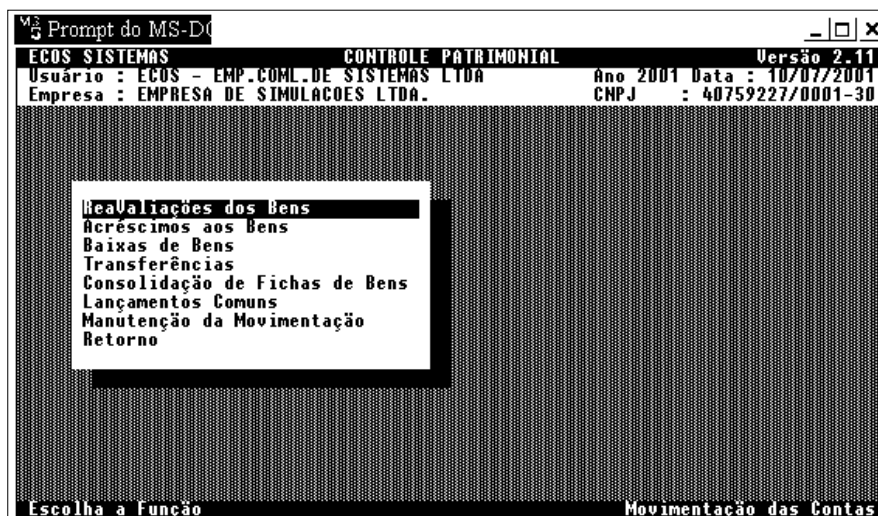 Prompt do MS-DO
ECOS SISTEMAS CONTROLE PATRIMONIAL Versão 2.11
Usuário : ECOS - EMP.COML.DE SISTEMAS LTDA Ano 2001 Data : 10/07/2001
Empresa : EMPRESA DE SIMULACOES LTDA. CNPJ : 40759227/0001-30
ReaValiações dos Bens
Acréscimos aos Bens
Baixas de Bens
Transferências
Consolidação de Fichas de Bens
Lançamentos Comuns
Manutenção da Movimentação
Retorno
Escolha a Função Movimentação das Contas